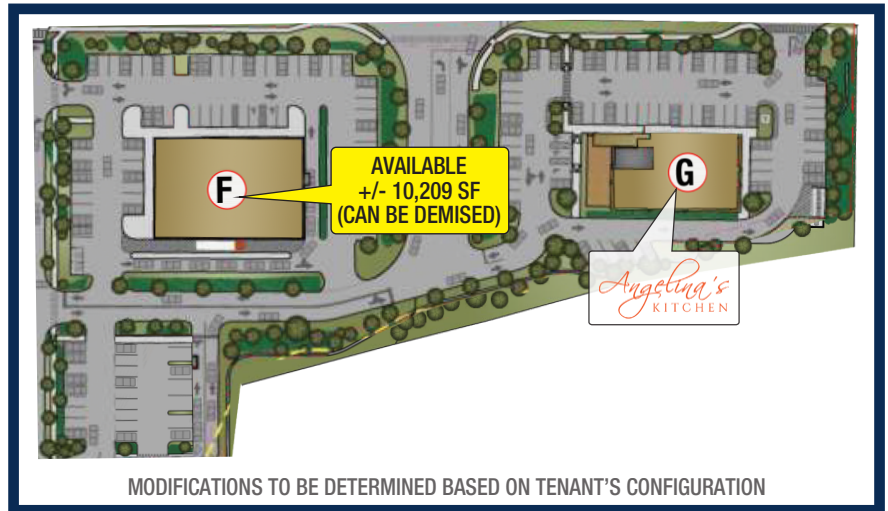 F
AVAILABLE
+/- 10,209 SF
(CAN BE DEMISED)
G
Angelina's
KITCHEN
MODIFICATIONS TO BE DETERMINED BASED ON TENANT'S CONFIGURATION